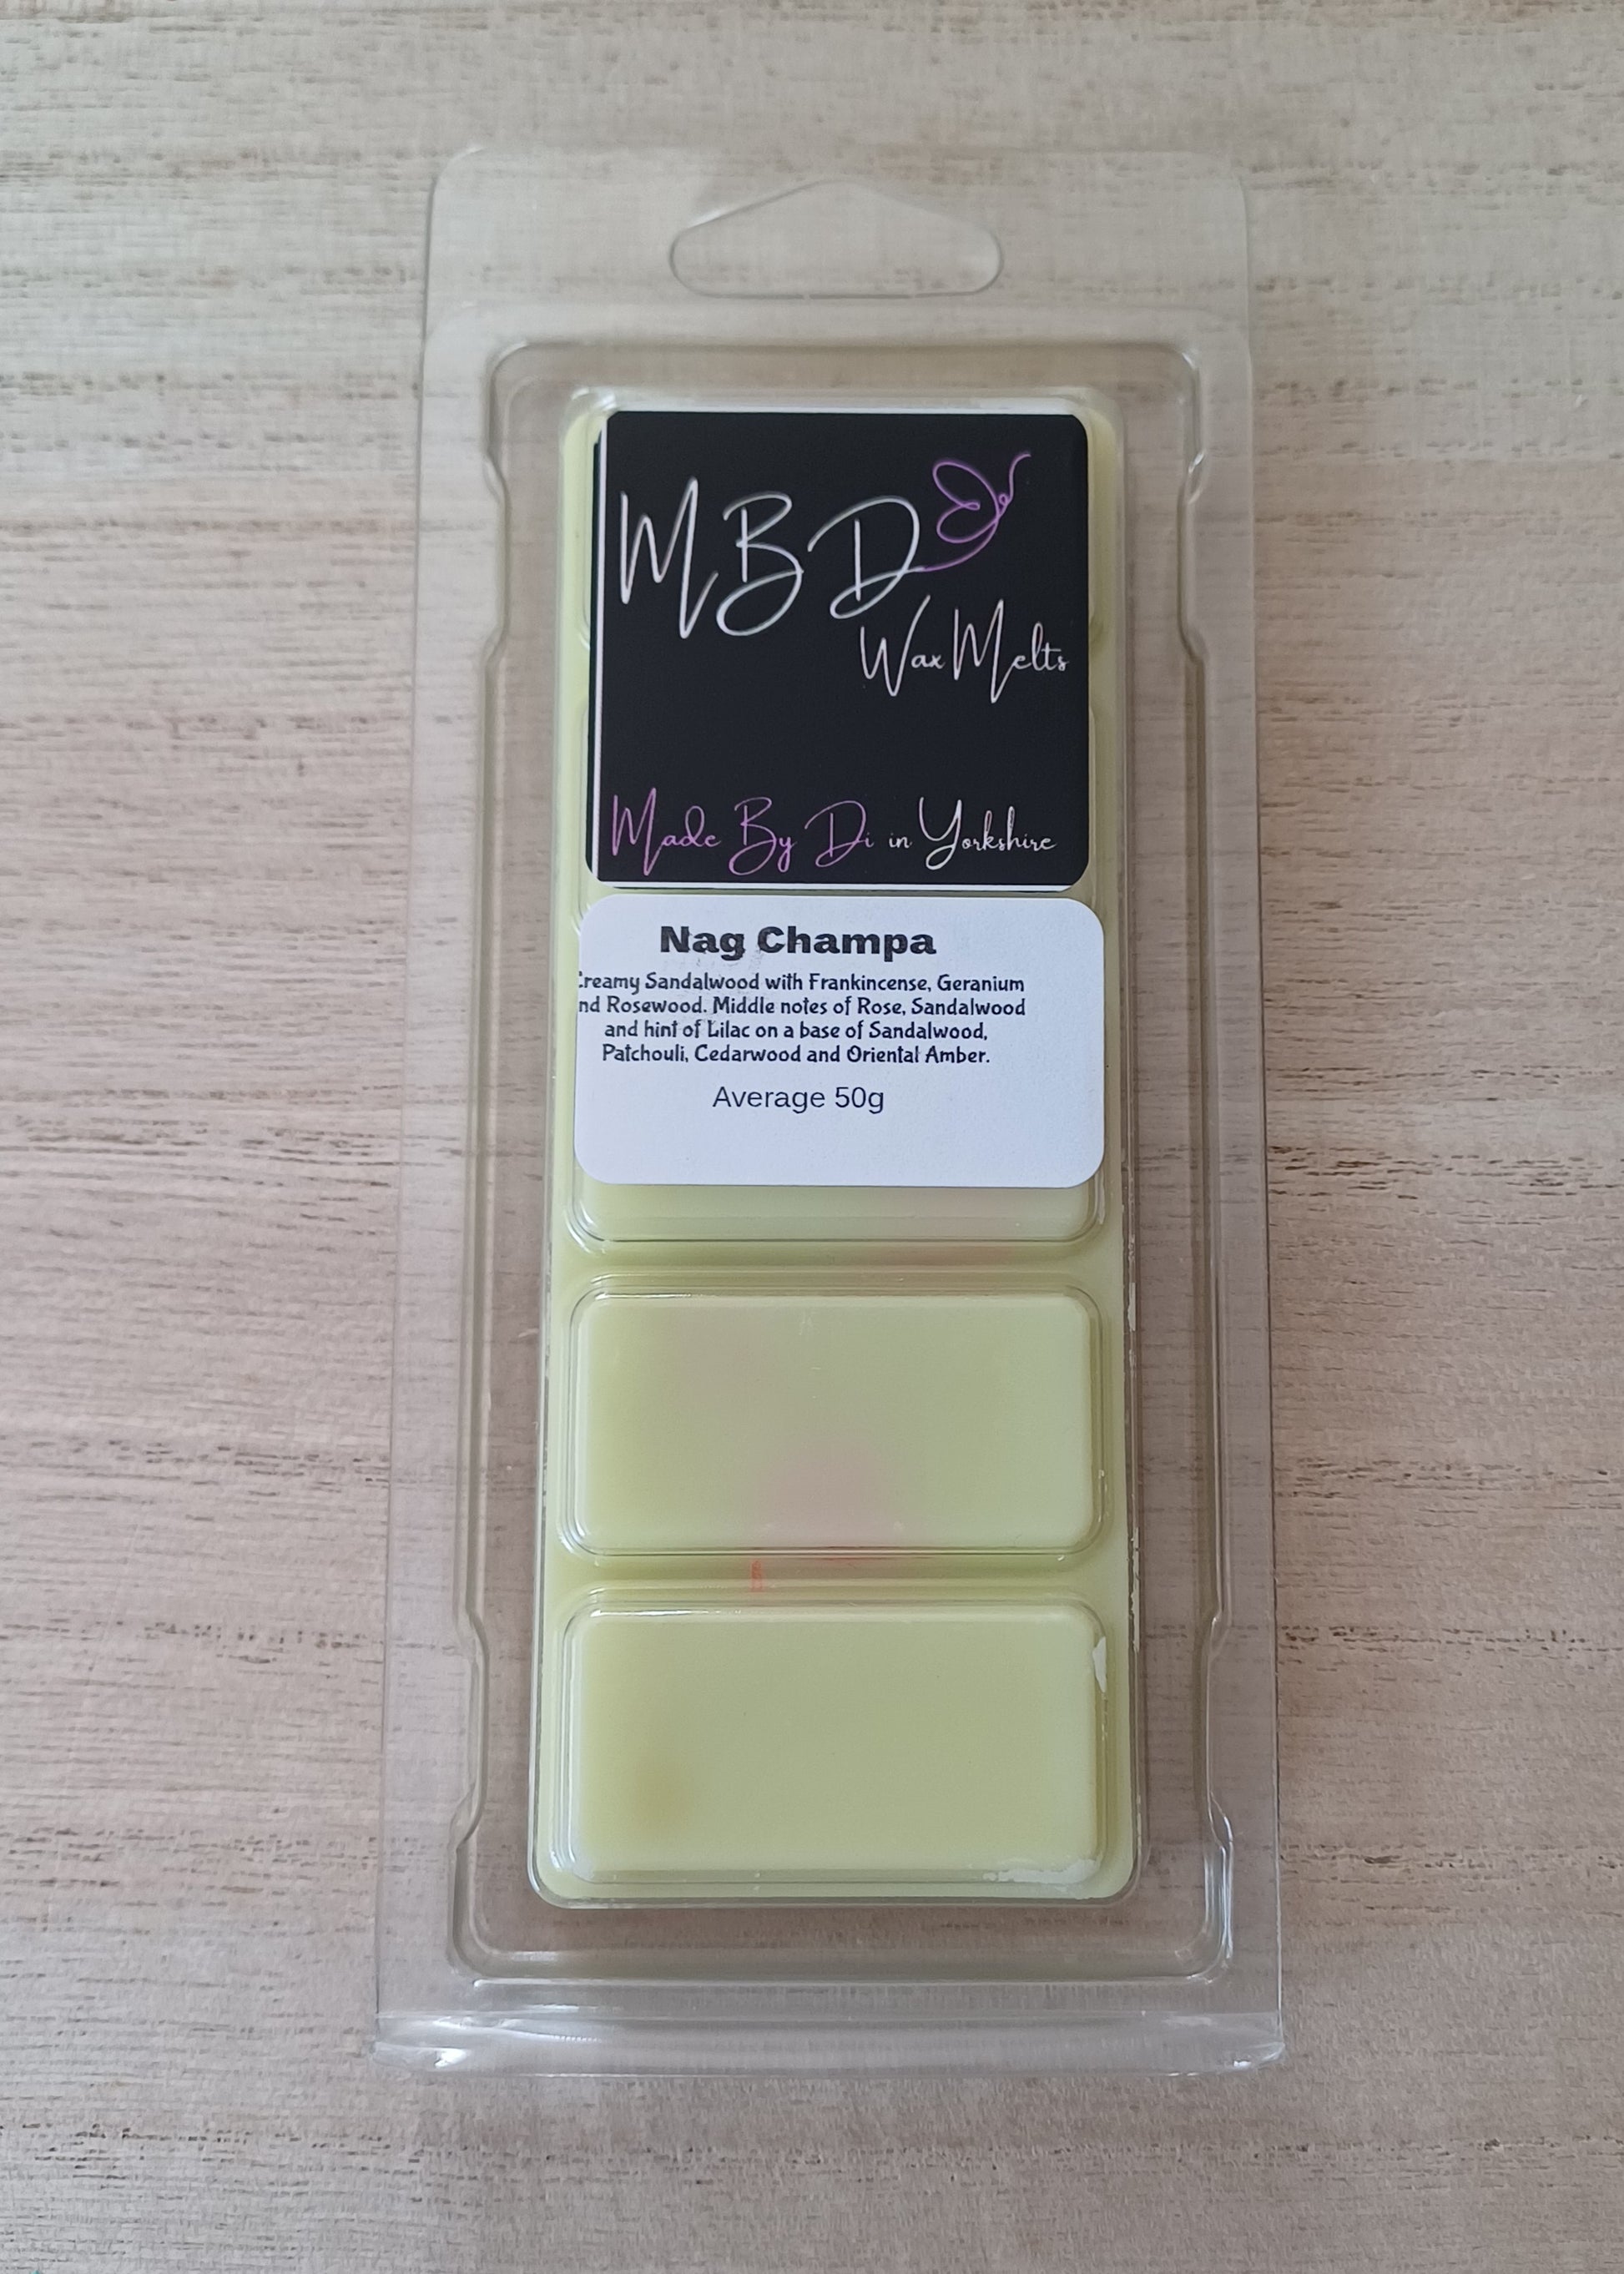 MBD
Wax Melts
Made By Di in Yorkshire
Nag Champa
Creamy Sandalwood with Frankincense, Geranium
nd Rosewood. Middle notes of Rose, Sandalwood
and hint of Lilac on a base of Sandalwood,
Patchouli, Cedarwood and Oriental Amber.
Average 50g